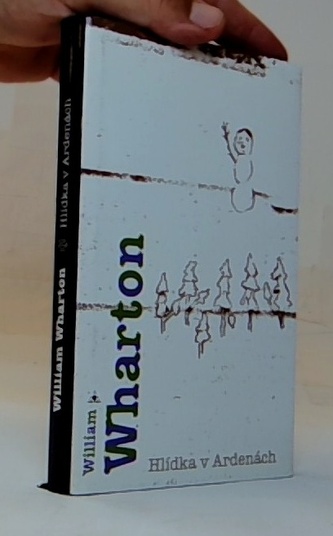 William Wharton Hlídka v Ardenách
William
Wharton
Hlídka v Ardenách